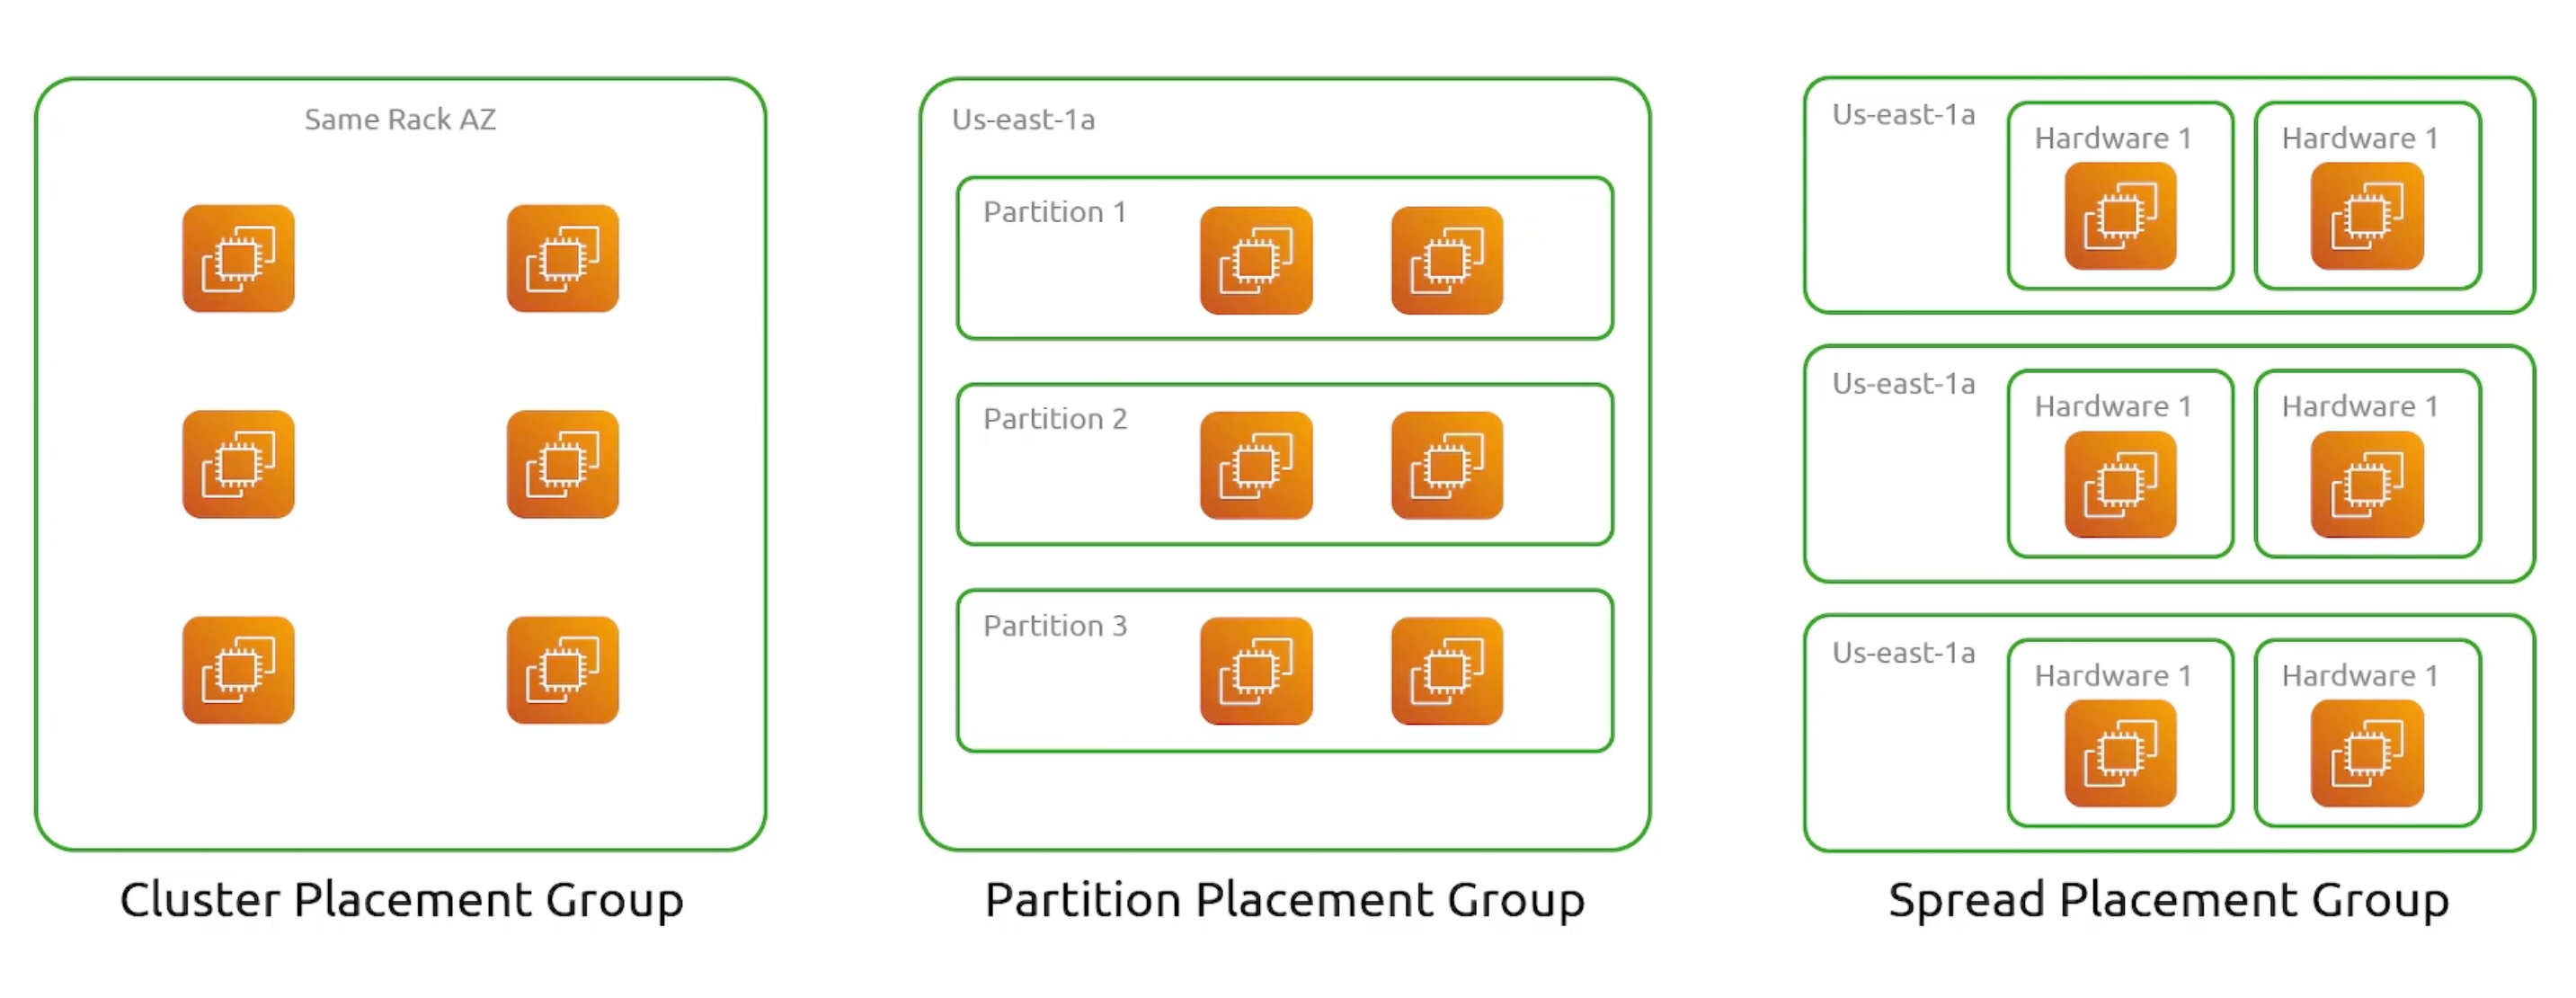 Same Rack AZ
Cluster Placement Group
Us-east-1a
Partition 1
Partition 2
Partition 3
Partition Placement Group
Us-east-1a
Hardware 1
Hardware 1
Us-east-1a
Hardware 1
Hardware 1
Us-east-1a
Hardware 1
Hardware 1
Spread Placement Group